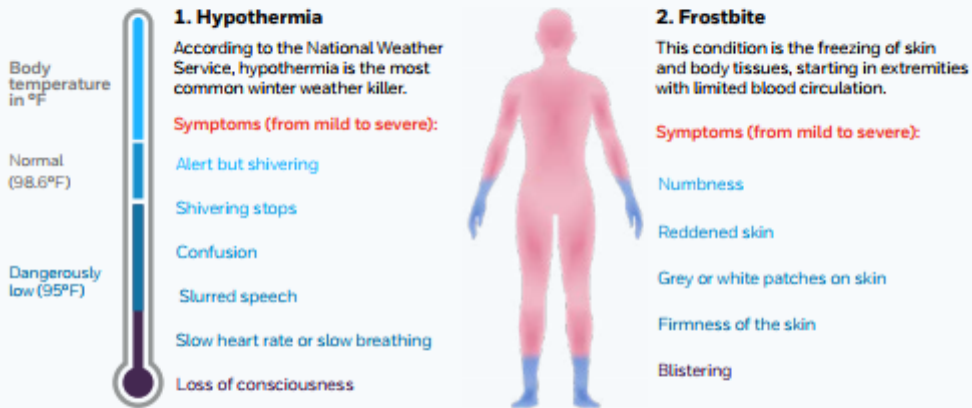 Body
temperature
in °F
Normal
(98.6°F)
Dangerously
low (95°F)
1. Hypothermia
According to the National Weather
Service, hypothermia is the most
common winter weather killer.
Symptoms (from mild to severe):
Alert but shivering
Shivering stops
Confusion
Slurred speech
Slow heart rate or slow breathing
Loss of consciousness
2. Frostbite
This condition is the freezing of skin
and body tissues, starting in extremities
with limited blood circulation.
Symptoms (from mild to severe):
Numbness
Reddened skin
Grey or white patches on skin
Firmness of the skin
Blistering